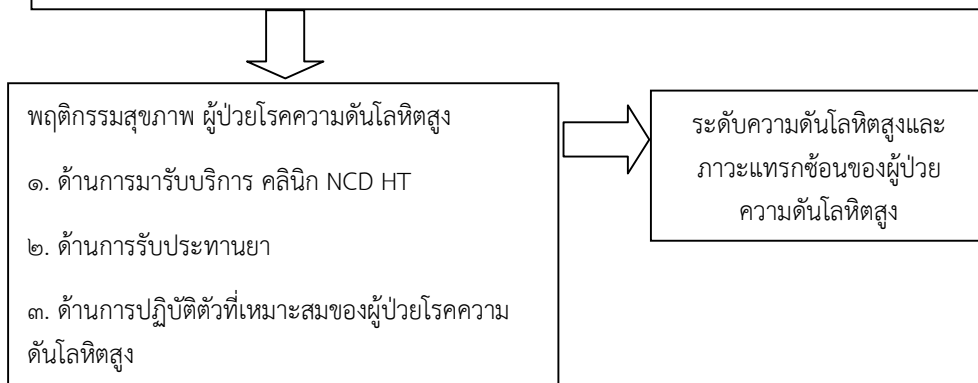 พฤติกรรมสุขภาพ ผู้ป่วยโรคความดันโลหิตสูง
๑. ด้านการมารับบริการ คลินิก NCD HT
๒. ด้านการรับประทานยา
๓. ด้านการปฏิบัติตัวที่เหมาะสมของผู้ป่วยโรคความ
ดันโลหิตสูง
ระดับความดันโลหิตสูงและ
ภาวะแทรกซ้อนของผู้ป่วย
ความดันโลหิตสูง